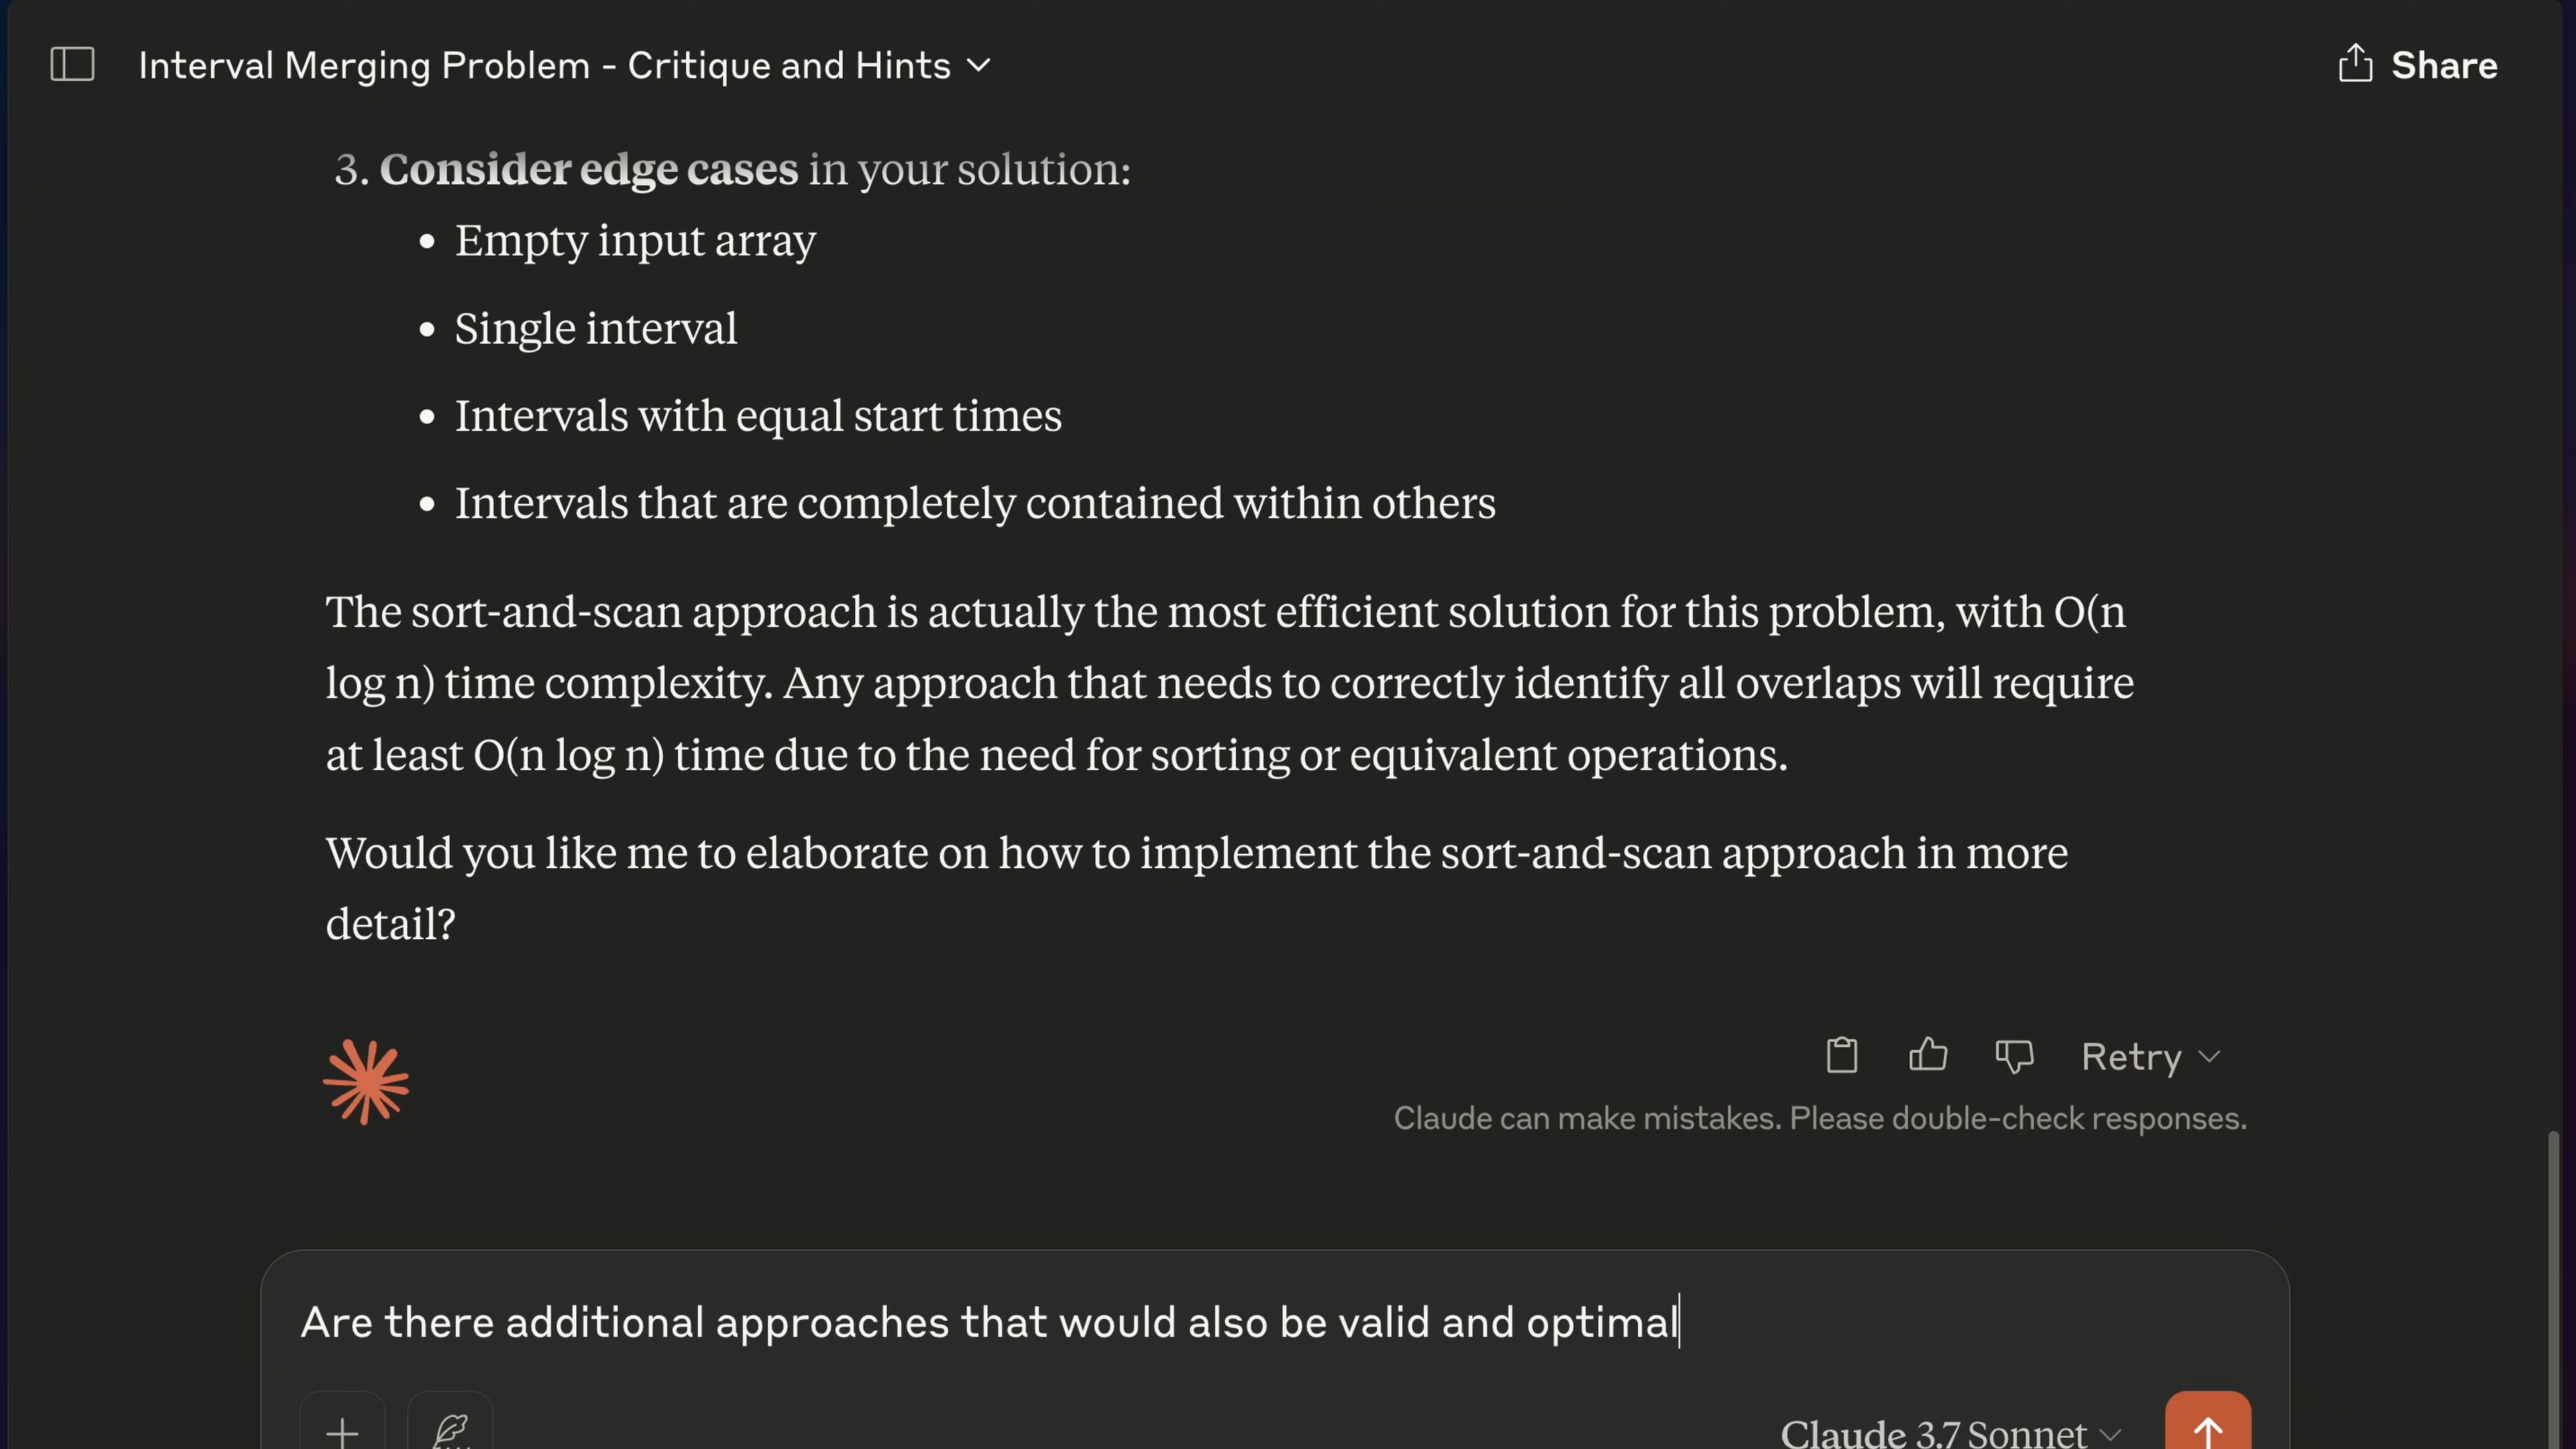 Interval Merging Problem - Critique and Hints
Share
3. Consider edge cases in your solution:
• Empty input array
• Single interval
• Intervals with equal start times
• Intervals that are completely contained within others
The sort-and-scan approach is actually the most efficient solution for this problem, with O(n
log n) time complexity. Any approach that needs to correctly identify all overlaps will require
at least O(n log n) time due to the need for sorting or equivalent operations.
Would you like me to elaborate on how to implement the sort-and-scan approach in more
detail?
Retry
Claude can make mistakes. Please double-check responses.
Are there additional approaches that would also be valid and optimal
Claude 3.7 Sonnet